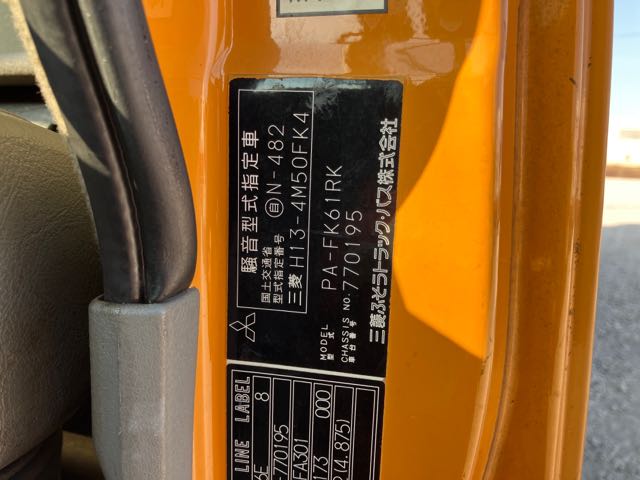 騒音型式指定車
国土交通省
型式指定番号 自 N-482
三菱 H13-4M50FK4
MODEL
型式 PA-FK61RK
CHASSIS NO.
車台番号 770195
三菱ふそうトラック・バス株式会社
LINE LABEL
6E 8
-770195
FA301
173 000
(4.875)